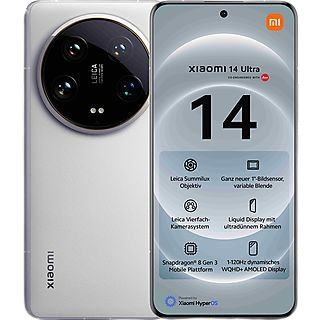 LEICA
xiaomi
xiaomi 14 Ultra
CO-ENGINEERED WITH Leica
14
Leica Summilux
Objektiv
Ganz neuer 1"-Bildsensor,
variable Blende
Leica Vierfach-
Kamerasystem
Liquid Display mit
ultradünnem Rahmen
Snapdragon® 8 Gen 3
Mobile Plattform
1-120Hz dynamisches
WQHD+ AMOLED Display
Powered by
Xiaomi HyperOS